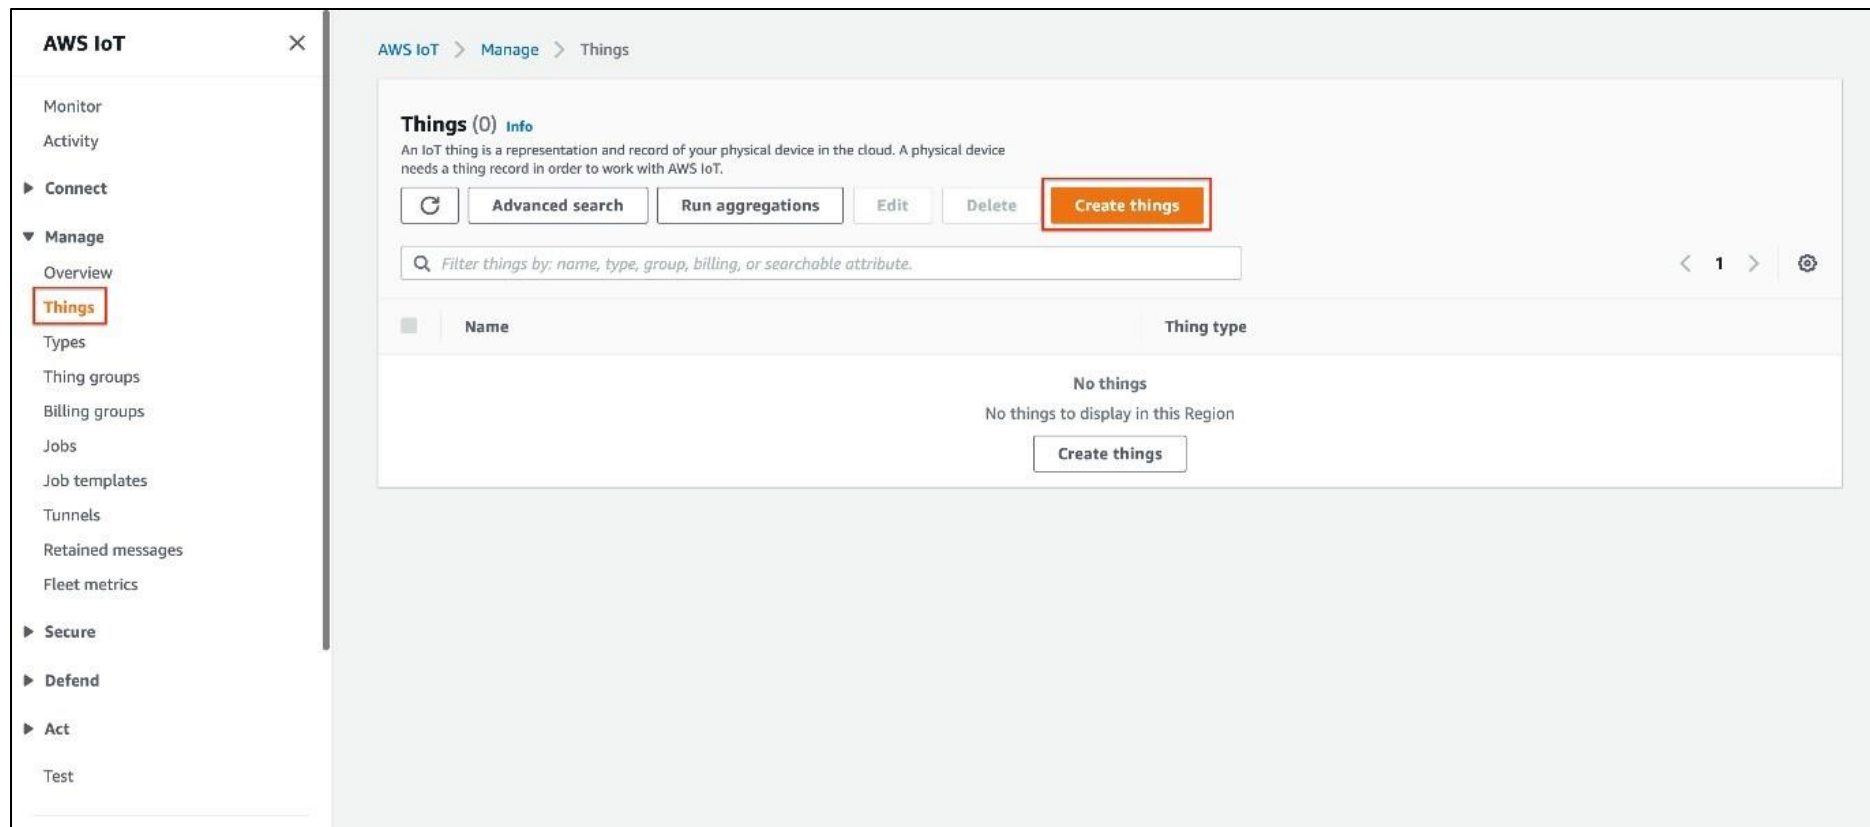 AWS IoT
Monitor
Activity
Connect
Manage
Overview
Things
Types
Thing groups
Billing groups
Jobs
Job templates
Tunnels
Retained messages
Fleet metrics
Secure
Defend
Act
Test
AWS IoT Manage Things
Things (0) Info
An IoT thing is a representation and record of your physical device in the cloud. A physical device
needs a thing record in order to work with AWS IoT.
Advanced search Run aggregations Edit Delete Create things
Filter things by: name, type, group, billing, or searchable attribute.
1
Name Thing type
No things
No things to display in this Region
Create things